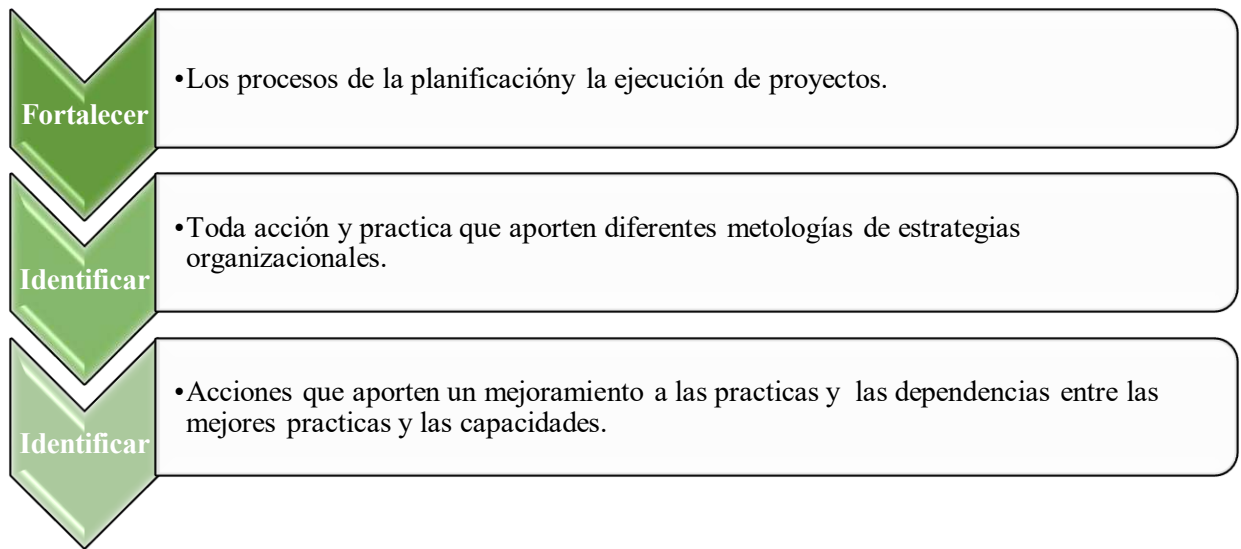 Fortalecer
•Los procesos de la planificacióny la ejecución de proyectos.
Identificar
•Toda acción y practica que aporten diferentes metologías de estrategias
organizacionales.
Identificar
•Acciones que aporten un mejoramiento a las practicas y  las dependencias entre las
mejores practicas y las capacidades.